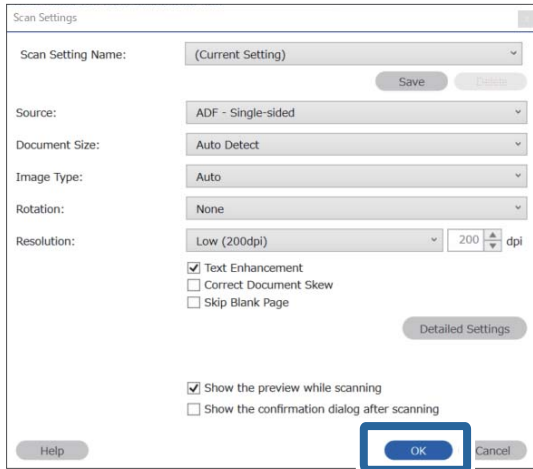 Scan Settings
Scan Setting Name: (Current Setting)
Save Delete
Source: ADF - Single-sided
Document Size: Auto Detect
Image Type: Auto
Rotation: None
Resolution: Low (200dpi) 200 dpi
Text Enhancement
Correct Document Skew
Skip Blank Page
Detailed Settings
Show the preview while scanning
Show the confirmation dialog after scanning
Help OK Cancel